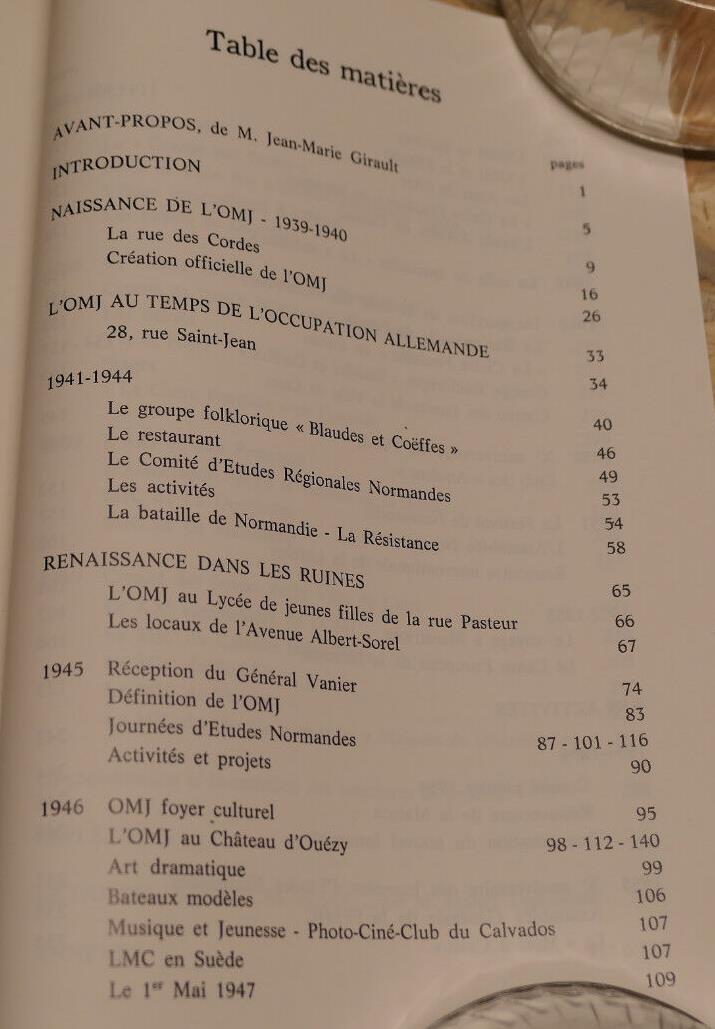 Table des matières
pages
AVANT-PROPOS, de M. Jean-Marie Girault 1
INTRODUCTION 5
NAISSANCE DE L'OMJ - 1939-1940 9
La rue des Cordes 16
Création officielle de l'OMJ 26
L'OMJ AU TEMPS DE L'OCCUPATION ALLEMANDE 33
28, rue Saint-Jean 34
1941-1944 40
Le groupe folklorique « Blaudes et Coëffes » 46
Le restaurant 49
Le Comité d'Etudes Régionales Normandes 53
Les activités 54
La bataille de Normandie - La Résistance 58
RENAISSANCE DANS LES RUINES 65
L'OMJ au Lycée de jeunes filles de la rue Pasteur 66
Les locaux de l'Avenue Albert-Sorel 67
1945 Réception du Général Vanier 74
Définition de l'OMJ 83
Journées d'Etudes Normandes 87 - 101 - 116
Activités et projets 90
1946 OMJ foyer culturel 95
L'OMJ au Château d'Ouézy 98 - 112 - 140
Art dramatique 99
Bateaux modèles 106
Musique et Jeunesse - Photo-Ciné-Club du Calvados 107
LMC en Suède 107
Le 1er Mai 1947 109